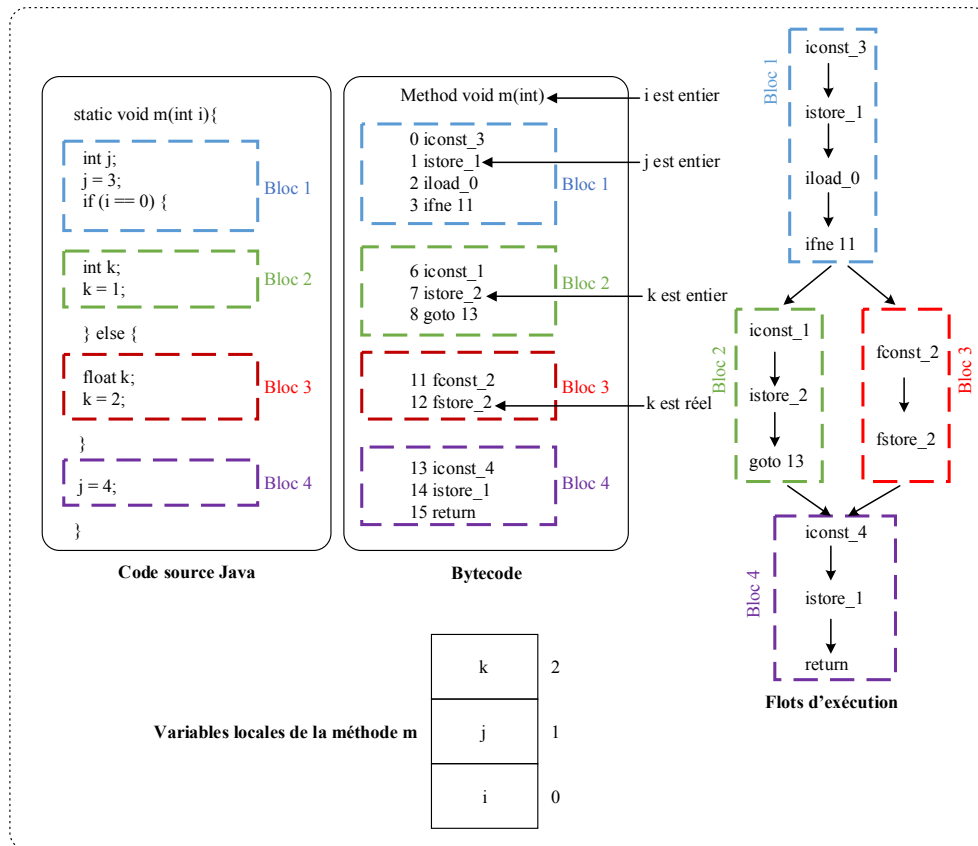 static void m(int i){
int j;
j = 3;
if (i == 0) {
Bloc 1
int k;
k = 1;
Bloc 2
} else {
float k;
k = 2;
Bloc 3
}
j = 4;
Bloc 4
}
Code source Java
Method void m(int)
i est entier
0 iconst_3
1 istore_1
j est entier
2 iload_0
3 ifne 11
Bloc 1
6 iconst_1
7 istore_2
k est entier
8 goto 13
Bloc 2
11 fconst_2
12 fstore_2
k est réel
Bloc 3
13 iconst_4
14 istore_1
15 return
Bloc 4
Bytecode
Bloc 1
iconst_3
istore_1
iload_0
ifne 11
Bloc 2
iconst_1
istore_2
goto 13
fconst_2
fstore_2
Bloc 3
Bloc 4
iconst_4
istore_1
return
Flots d'exécution
Variables locales de la méthode m
k 2
j 1
i 0